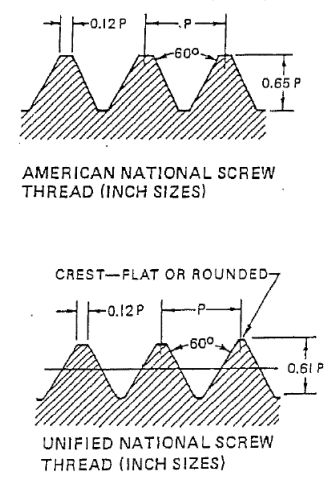 0.12 P
P
60°
0.65 P
AMERICAN NATIONAL SCREW
THREAD (INCH SIZES)
CREST—FLAT OR ROUNDED
0.12 P
P
60°
0.61 P
UNIFIED NATIONAL SCREW
THREAD (INCH SIZES)